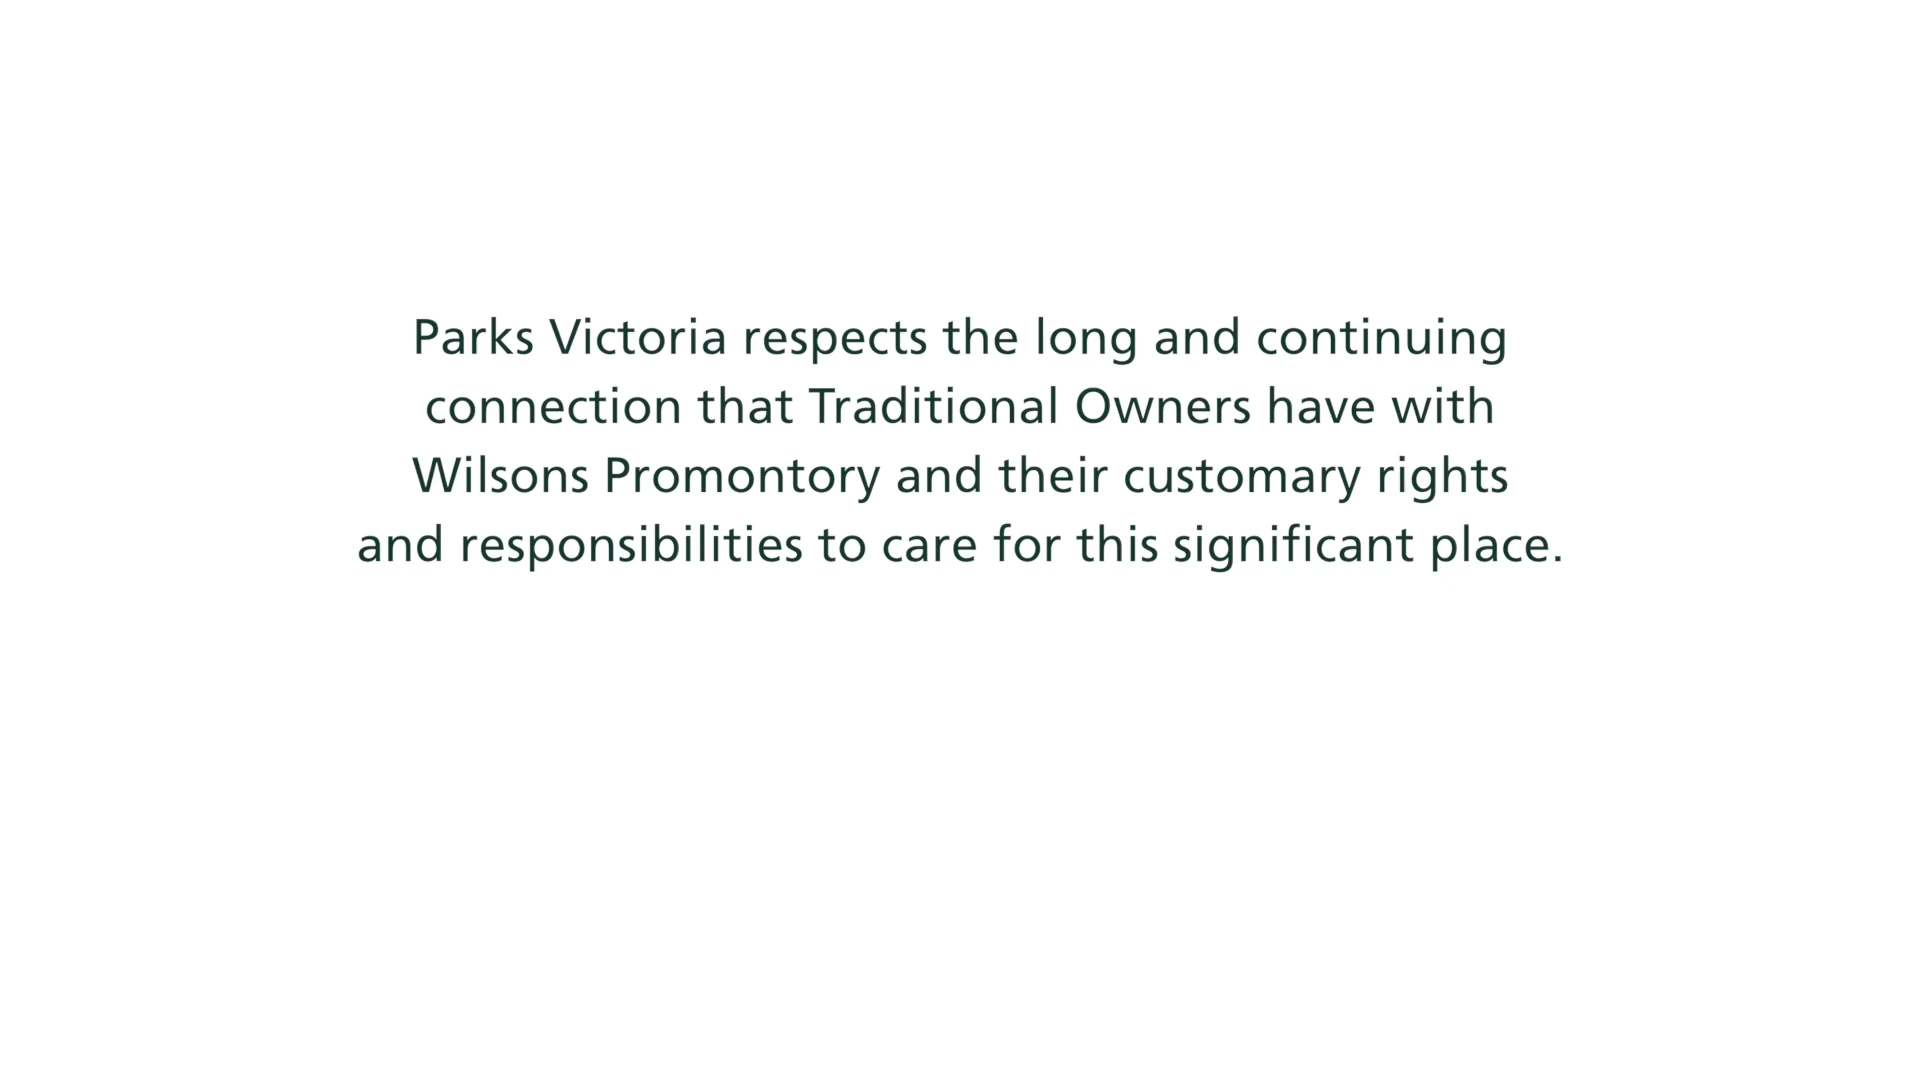 Parks Victoria respects the long and continuing
connection that Traditional Owners have with
Wilsons Promontory and their customary rights
and responsibilities to care for this significant place.